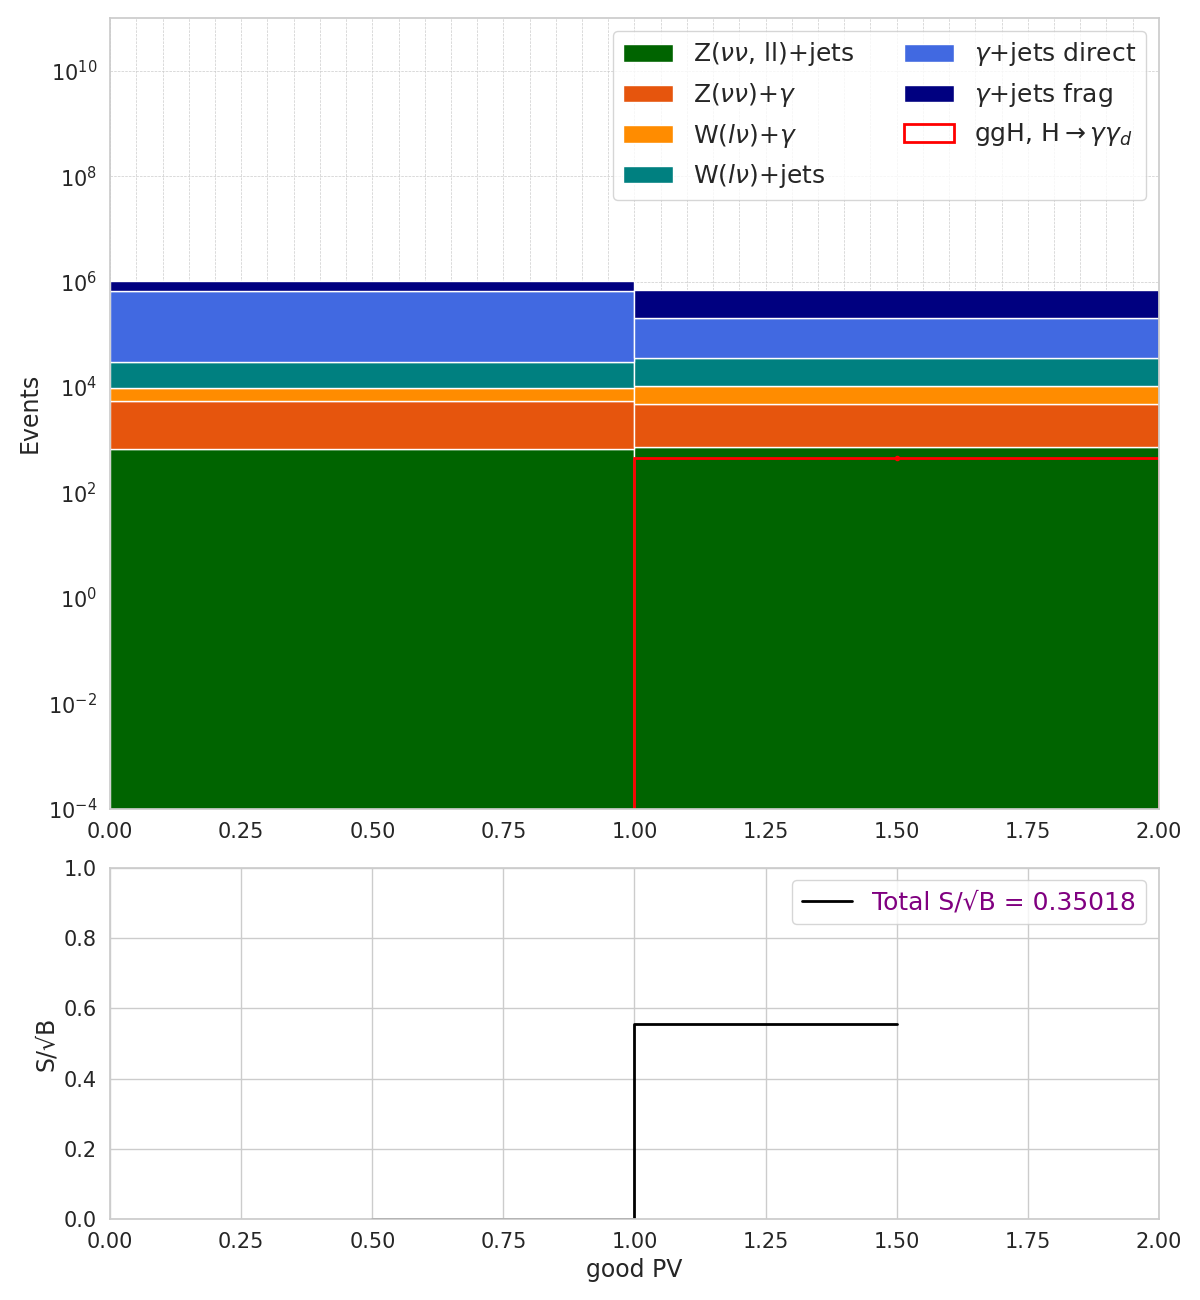 Z(νν, ll)+jets
Z(νν)+γ
W(lν)+γ
W(lν)+jets
γ+jets direct
γ+jets frag
ggH, H→γγ_d
Events
10^10
10^8
10^6
10^4
10^2
10^0
10^−2
10^−4
0.00 0.25 0.50 0.75 1.00 1.25 1.50 1.75 2.00
Total S/√B = 0.35018
S/√B
1.0
0.8
0.6
0.4
0.2
0.0
0.00 0.25 0.50 0.75 1.00 1.25 1.50 1.75 2.00
good PV